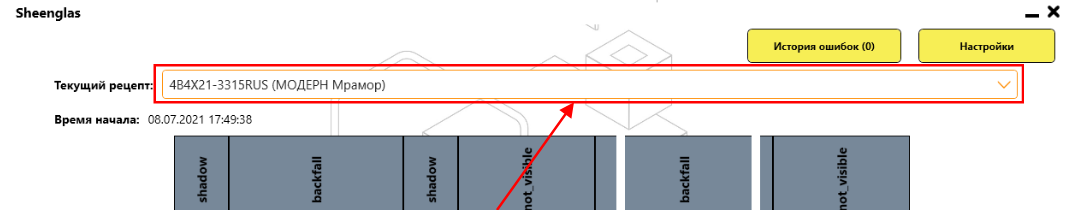 Sheenglas
История ошибок (0)
Настройки
Текущий рецепт:
4B4X21-3315RUS (МОДЕРН Мрамор)
Время начала: 08.07.2021 17:49:38
shadow
backfall
shadow
not_visible
backfall
not_visible